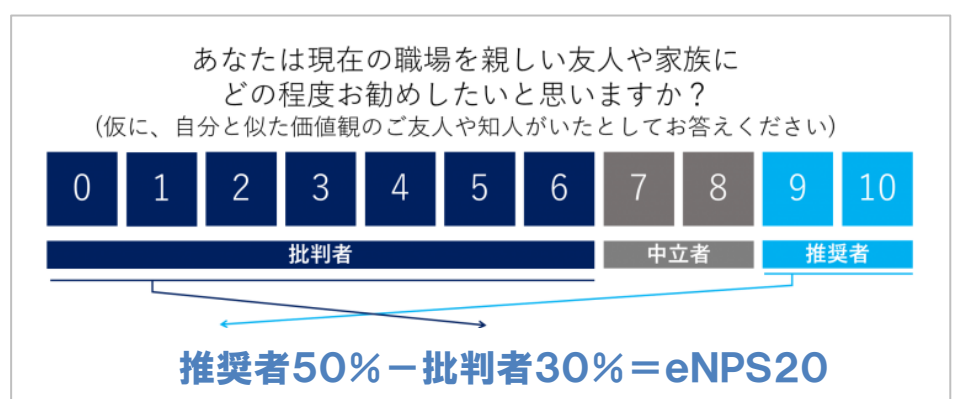 あなたは現在の職場を親しい友人や家族に
どの程度お勧めしたいと思いますか？
(仮に、自分と似た価値観のご友人や知人がいたとしてお答えください)
0 1 2 3 4 5 6 7 8 9 10
批判者 中立者 推奨者
推奨者50%－批判者30%＝eNPS20